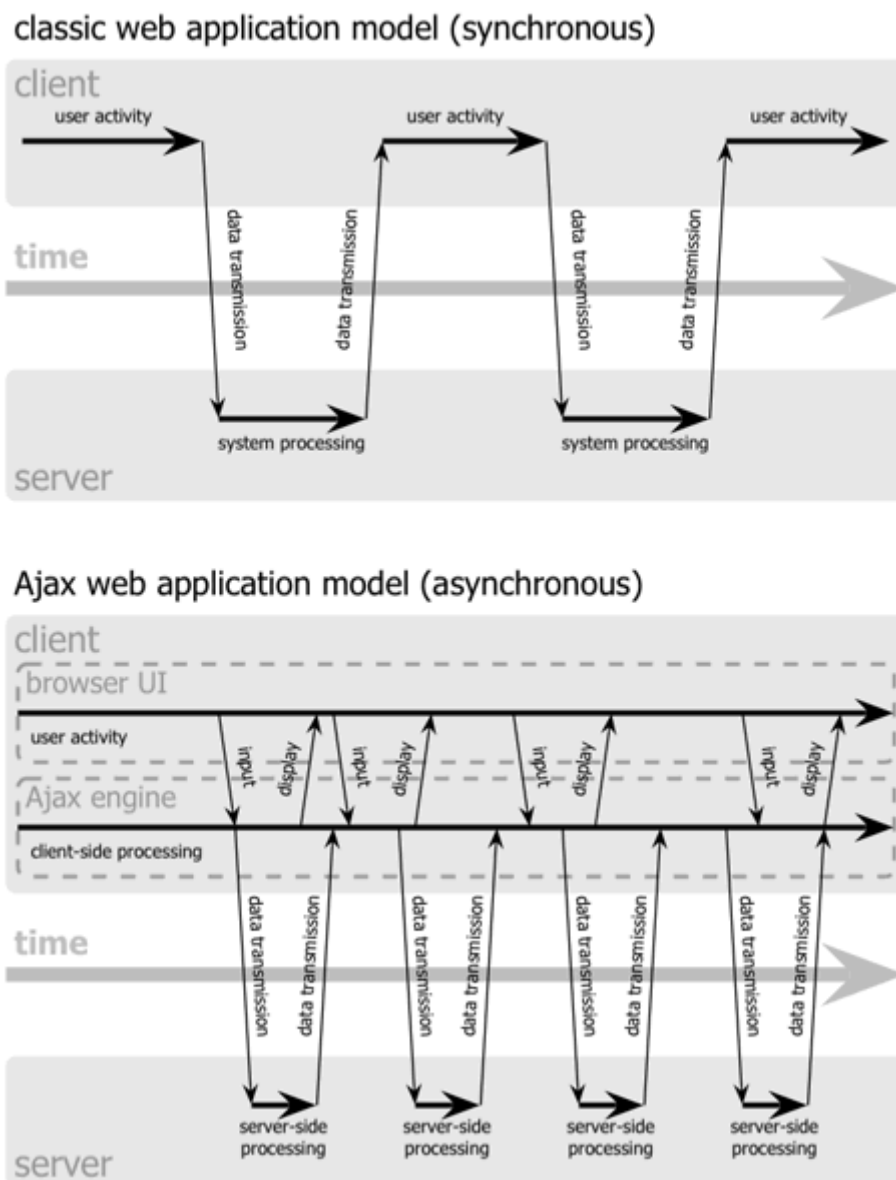 classic web application model (synchronous)
client
user activity
user activity
user activity
data transmission
data transmission
data transmission
data transmission
time
system processing
system processing
server
Ajax web application model (asynchronous)
client
browser UI
user activity
input
display
input
display
input
display
input
display
Ajax engine
client-side processing
data transmission
data transmission
data transmission
data transmission
data transmission
data transmission
data transmission
data transmission
time
server-side
processing
server-side
processing
server-side
processing
server-side
processing
server